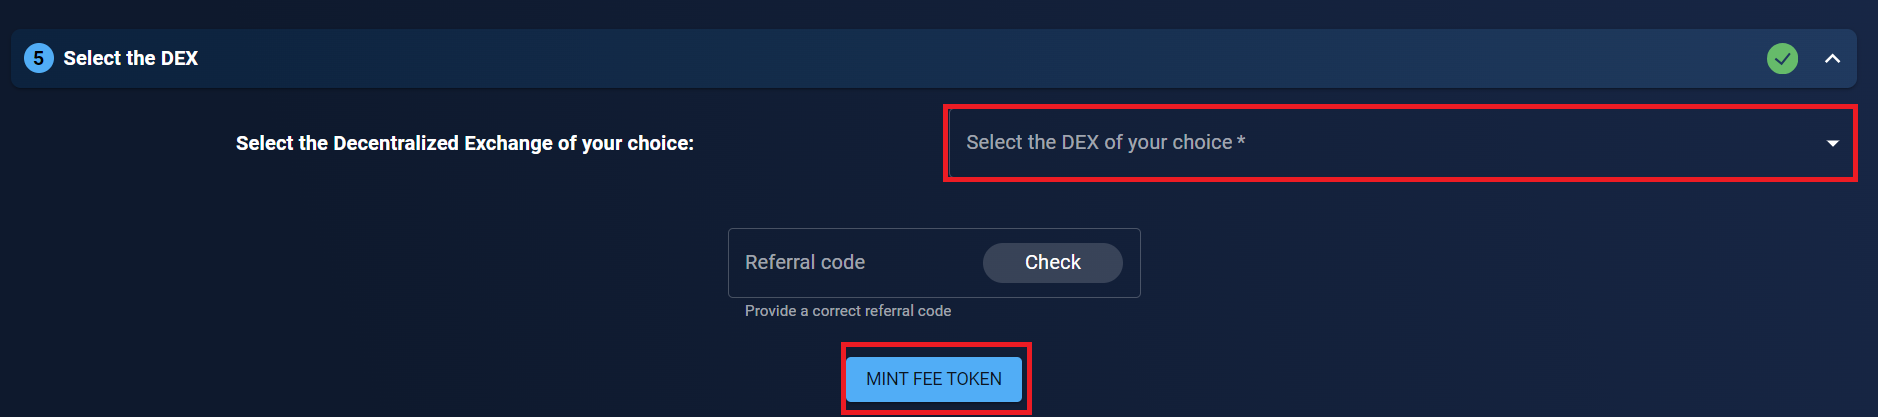 5 Select the DEX
Select the Decentralized Exchange of your choice:
Select the DEX of your choice *
Referral code
Check
Provide a correct referral code
MINT FEE TOKEN